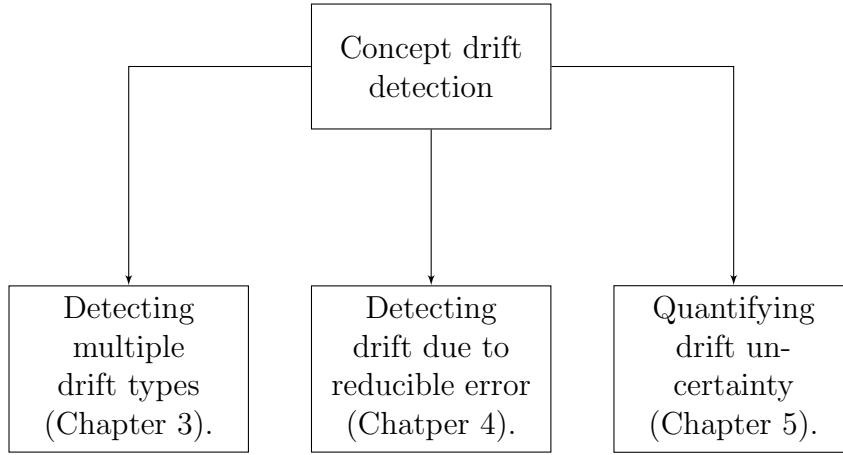 Concept drift
detection
Detecting
multiple
drift types
(Chapter 3).
Detecting
drift due to
reducible error
(Chatper 4).
Quantifying
drift un-
certainty
(Chapter 5).